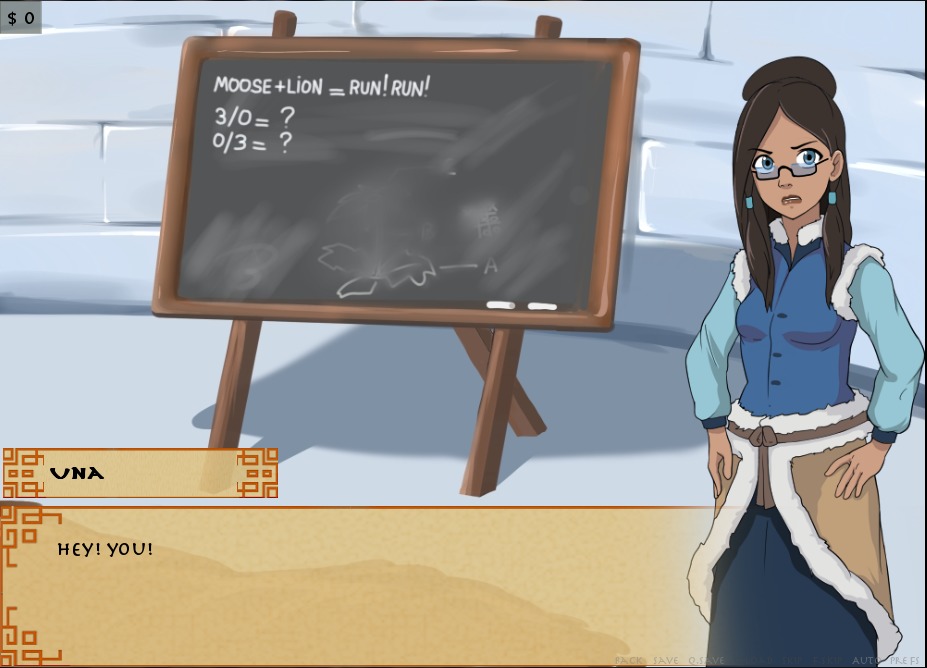 $ 0
MOOSE+LION = RUN! RUN!
3/0 = ?
0/3 = ?
A
UNA
HEY! YOU!
BACK SAVE Q.SAVE AUTO PREFS